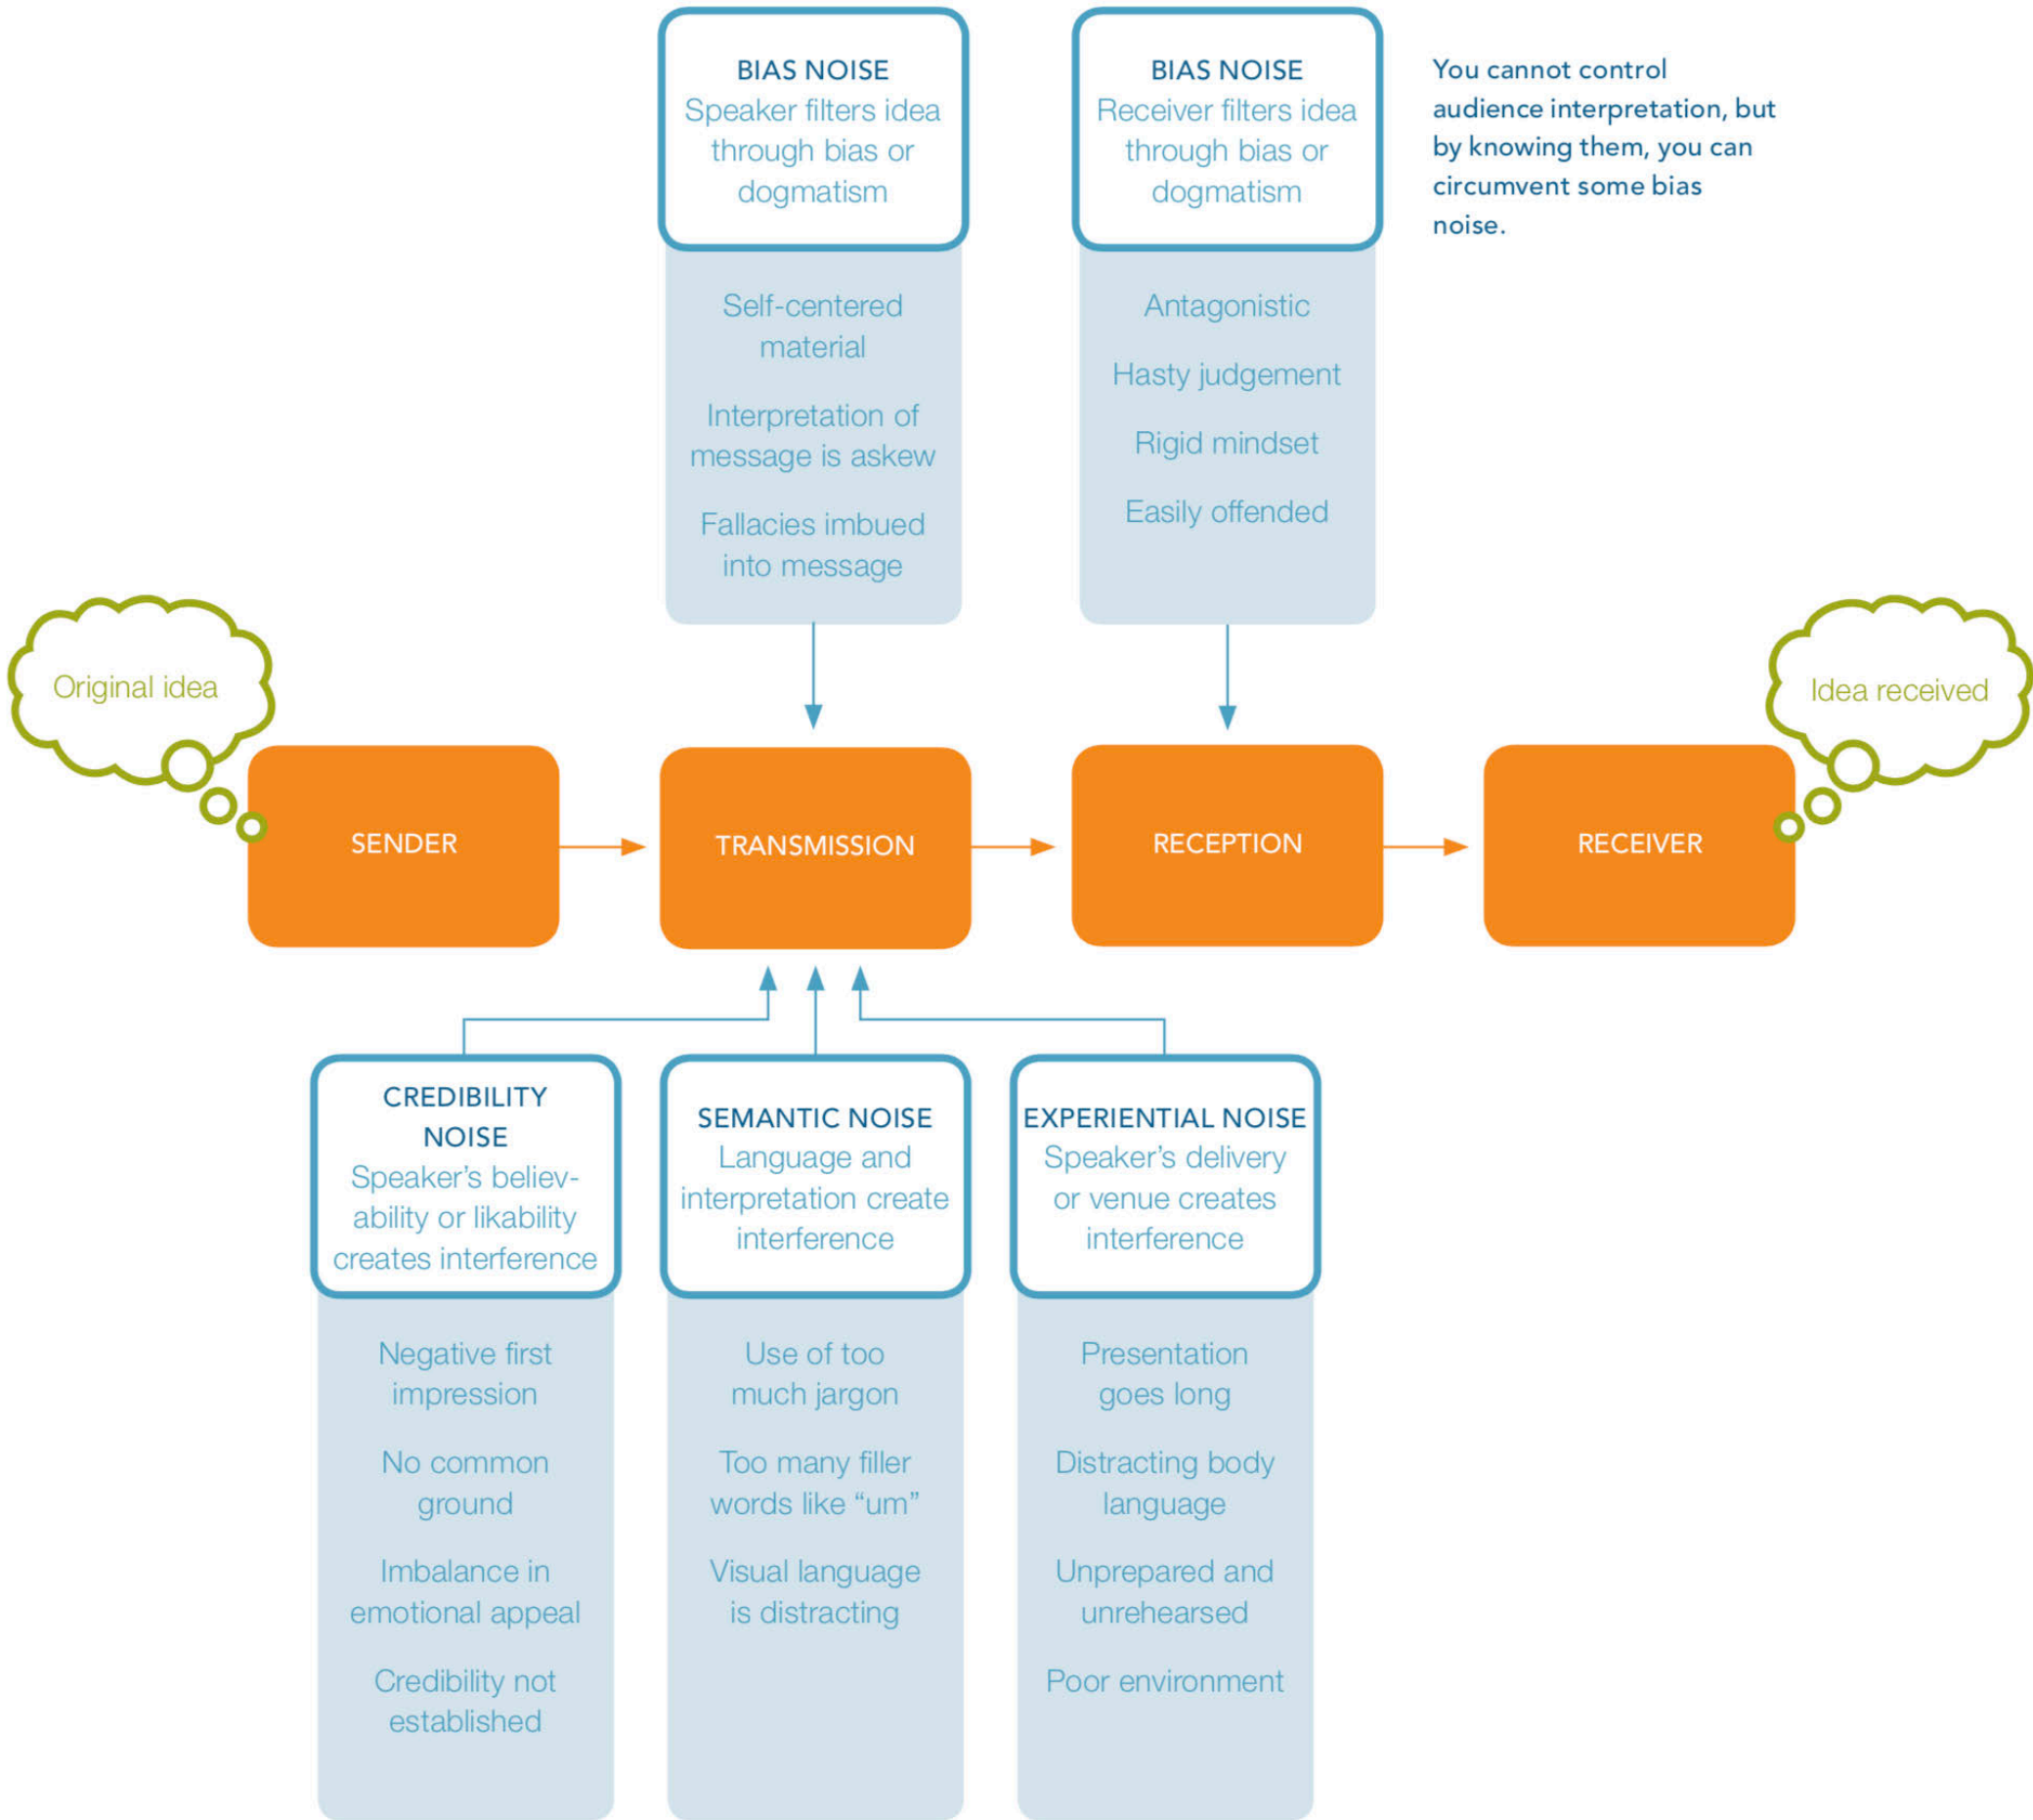 BIAS NOISE
Speaker filters idea
through bias or
dogmatism
Self-centered
material
Interpretation of
message is askew
Fallacies imbued
into message
BIAS NOISE
Receiver filters idea
through bias or
dogmatism
Antagonistic
Hasty judgement
Rigid mindset
Easily offended
You cannot control
audience interpretation, but
by knowing them, you can
circumvent some bias
noise.
Original idea
Idea received
SENDER
TRANSMISSION
RECEPTION
RECEIVER
CREDIBILITY
NOISE
Speaker’s believ-
ability or likability
creates interference
Negative first
impression
No common
ground
Imbalance in
emotional appeal
Credibility not
established
SEMANTIC NOISE
Language and
interpretation create
interference
Use of too
much jargon
Too many filler
words like “um”
Visual language
is distracting
EXPERIENTIAL NOISE
Speaker’s delivery
or venue creates
interference
Presentation
goes long
Distracting body
language
Unprepared and
unrehearsed
Poor environment